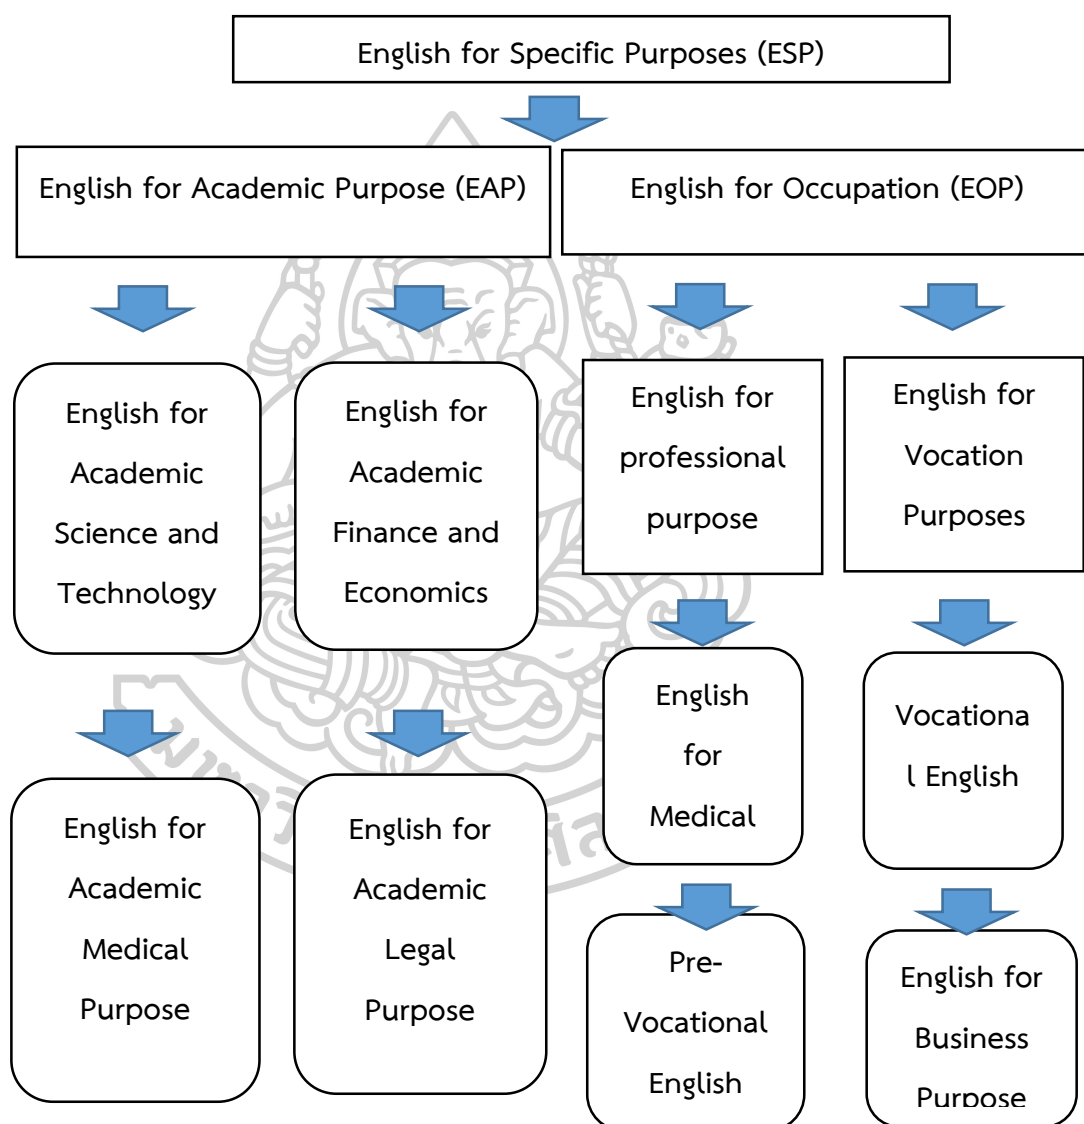 English for Specific Purposes (ESP)
English for Academic Purpose (EAP)
English for Occupation (EOP)
English for
Academic
Science and
Technology
English for
Academic
Finance and
Economics
English for
professional
purpose
English for
Vocation
Purposes
English
for
Medical
Vocationa
l English
English for
Academic
Medical
Purpose
English for
Academic
Legal
Purpose
Pre-
Vocational
English
English for
Business
Purpose